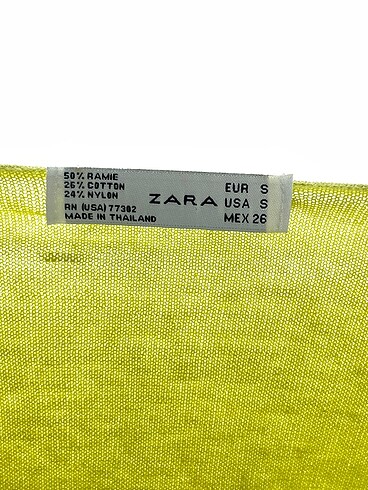 50% RAMIE
26% COTTON
24% NYLON
RN (USA) 77302
MADE IN THAILAND
ZARA
EUR S
USA S
MEX 26